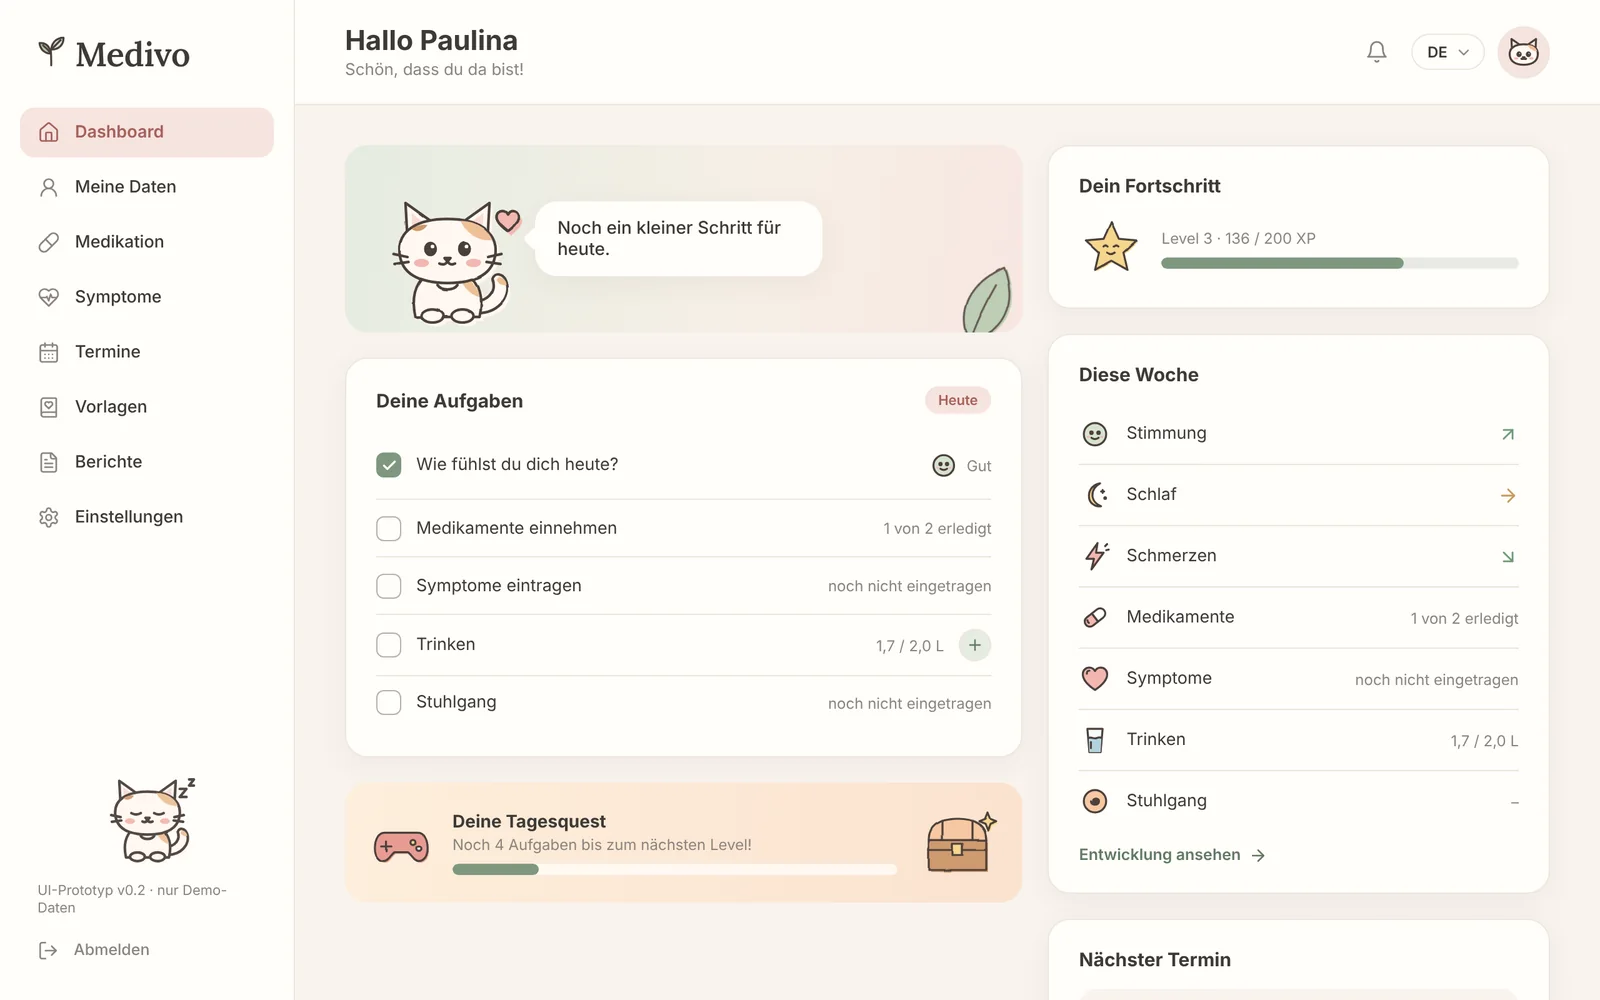 Medivo
Dashboard
Meine Daten
Medikation
Symptome
Termine
Vorlagen
Berichte
Einstellungen
zz
UI-Prototyp v0.2 · nur Demo-
Daten
Abmelden
Hallo Paulina
Schön, dass du da bist!
DE
Noch ein kleiner Schritt für
heute.
Deine Aufgaben
Heute
Wie fühlst du dich heute?
Gut
Medikamente einnehmen
1 von 2 erledigt
Symptome eintragen
noch nicht eingetragen
Trinken
1,7 / 2,0 L
+
Stuhlgang
noch nicht eingetragen
Deine Tagesquest
Noch 4 Aufgaben bis zum nächsten Level!
Dein Fortschritt
Level 3 · 136 / 200 XP
Diese Woche
Stimmung
Schlaf
Schmerzen
Medikamente
1 von 2 erledigt
Symptome
noch nicht eingetragen
Trinken
1,7 / 2,0 L
Stuhlgang
–
Entwicklung ansehen →
Nächster Termin